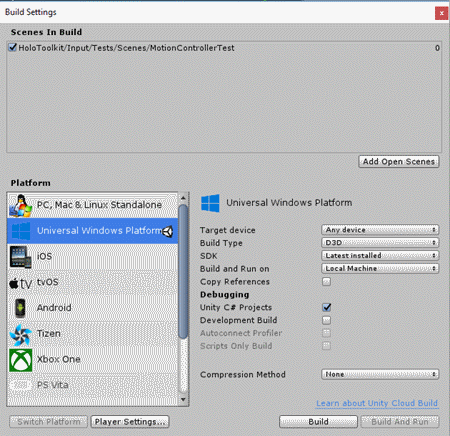 Build Settings
x
Scenes In Build
HoloToolkit/Input/Tests/Scenes/MotionControllerTest 0
Add Open Scenes
Platform
PC, Mac & Linux Standalone
Universal Windows Platform
iOS
tv tvOS
Android
Tizen
Xbox One
PS Vita
Universal Windows Platform
Target device Any device
Build Type D3D
SDK Latest installed
Build and Run on Local Machine
Copy References
Debugging
Unity C# Projects
Development Build
Autoconnect Profiler
Scripts Only Build
Compression Method None
Learn about Unity Cloud Build
Switch Platform Player Settings... Build Build And Run